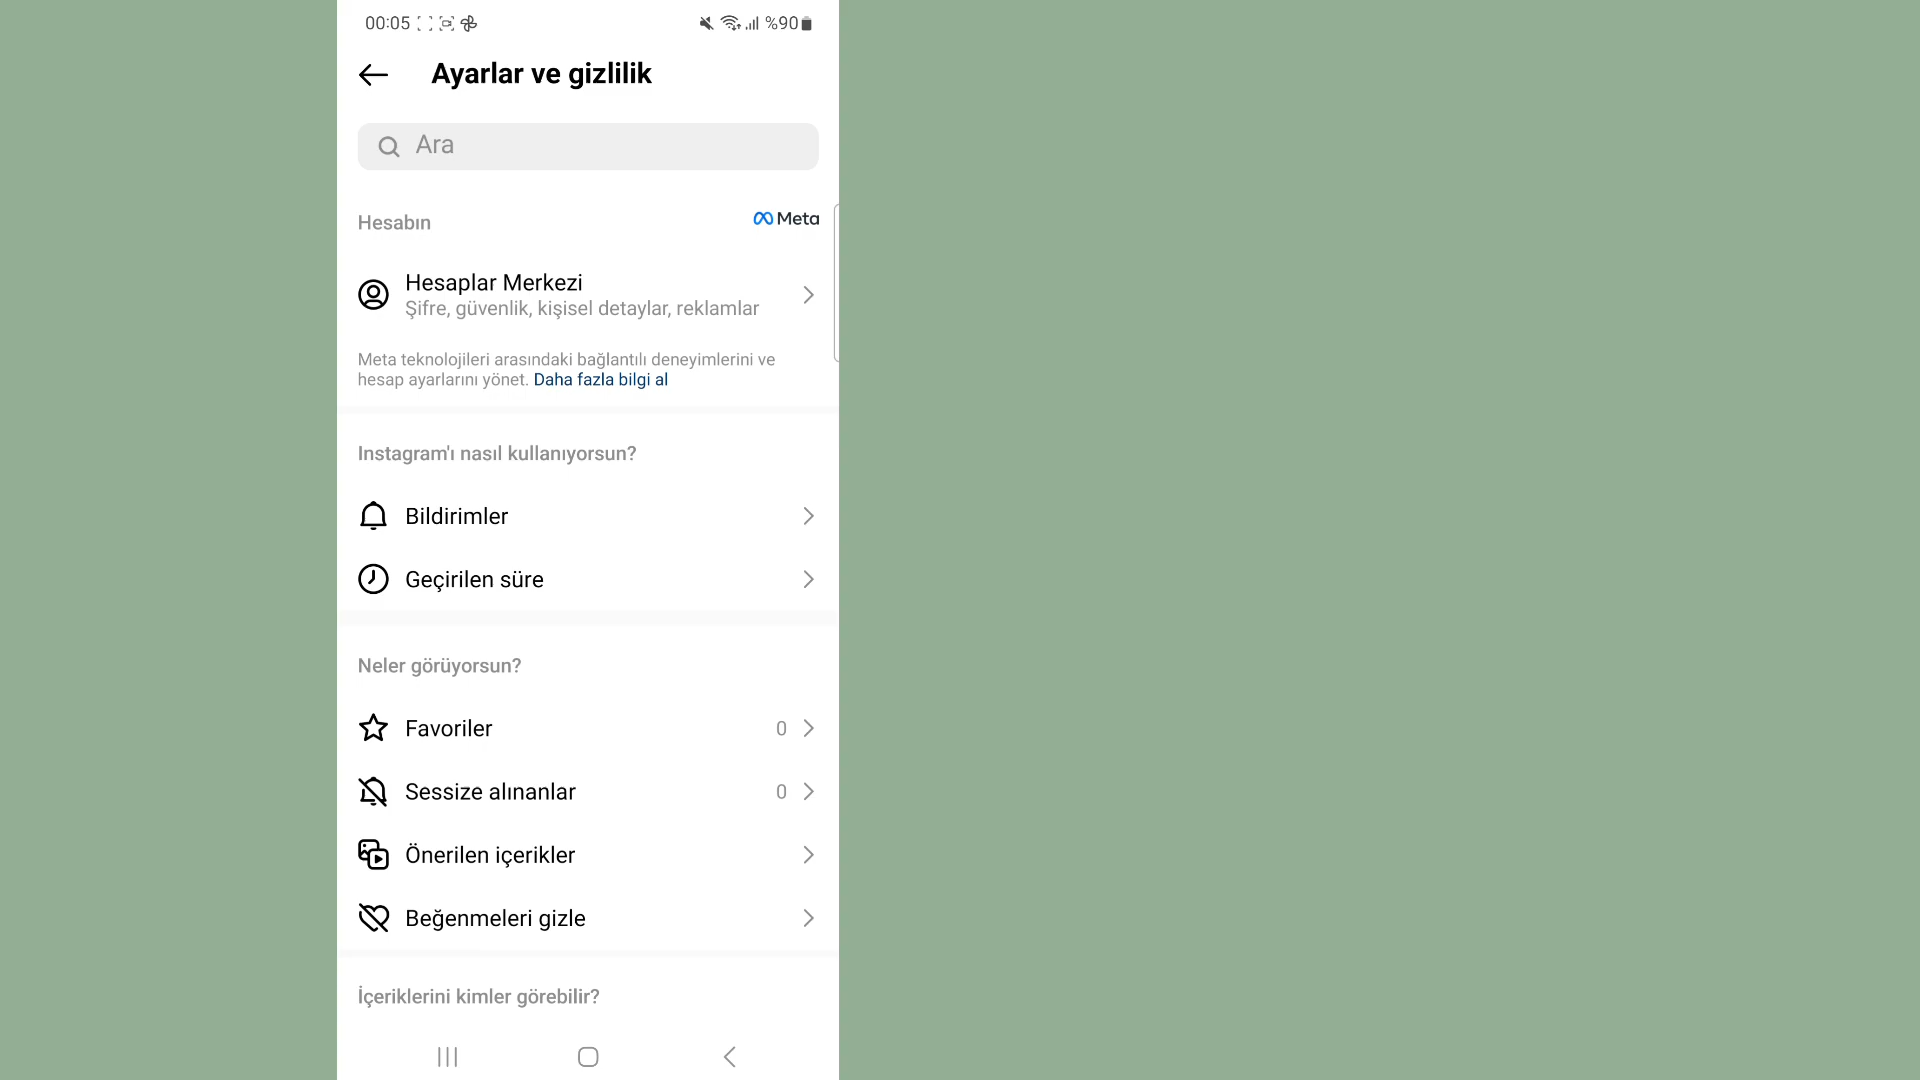 00:05 %90
Ayarlar ve gizlilik
Ara
Hesabın
Meta
Hesaplar Merkezi
Şifre, güvenlik, kişisel detaylar, reklamlar
Meta teknolojileri arasındaki bağlantılı deneyimlerini ve
hesap ayarlarını yönet. Daha fazla bilgi al
Instagram'ı nasıl kullanıyorsun?
Bildirimler
Geçirilen süre
Neler görüyorsun?
Favoriler 0
Sessize alınanlar 0
Önerilen içerikler
Beğenmeleri gizle
İçeriklerini kimler görebilir?